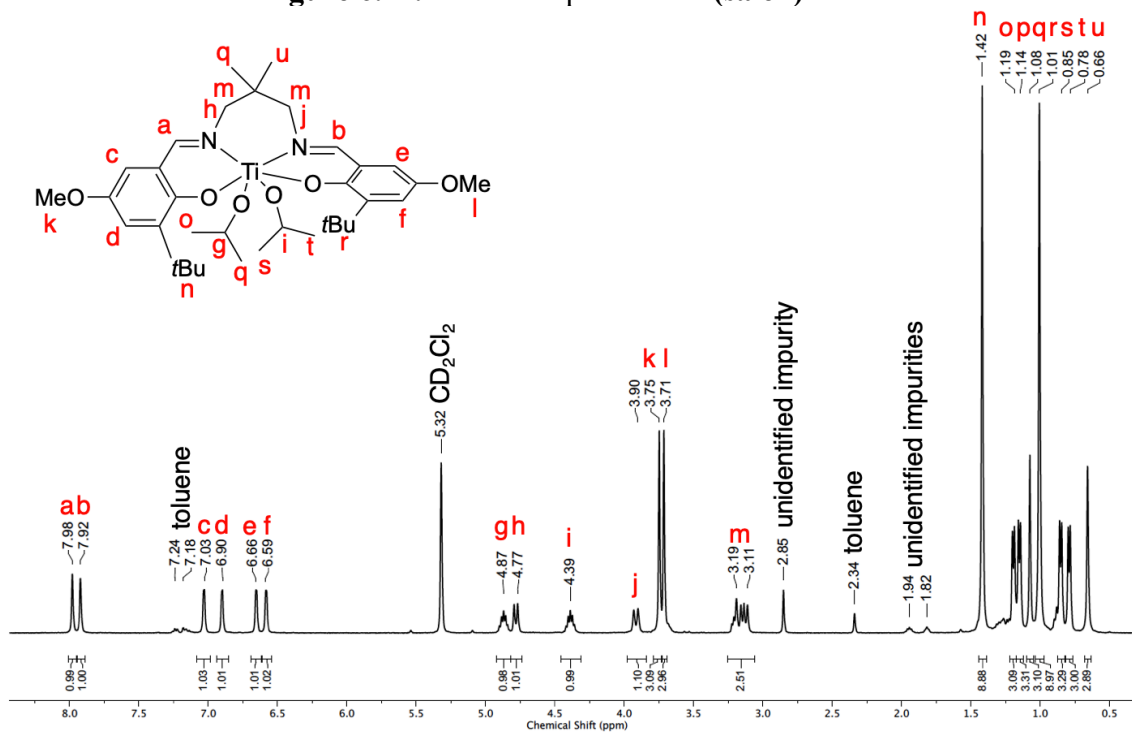 n
o p q r s t u
1.42
1.19
1.14
1.08
1.01
0.85
0.78
0.66
q
u
m
m
h
j
a
N
N
b
c
e
Ti
MeO
O
O
O
O
OMe
k
l
d
o
g
q
i
s
t
tBu
r
f
tBu
n
a b
7.98
7.92
toluene
7.24
7.18
c d
7.03
6.90
e f
6.66
6.59
CD2Cl2
5.32
g h
4.87
4.77
i
4.39
j
3.90
k l
3.75
3.71
m
3.19
3.11
2.85 unidentified impurity
2.34 toluene
unidentified impurities
1.94
1.82
0.99
1.00
1.03
1.01
1.01
1.02
0.98
1.01
0.99
1.10
3.09
2.96
2.51
8.88
3.09
3.31
3.10
8.97
3.29
3.00
2.89
8.0 7.5 7.0 6.5 6.0 5.5 5.0 4.5 4.0 3.5 3.0 2.5 2.0 1.5 1.0 0.5
Chemical Shift (ppm)